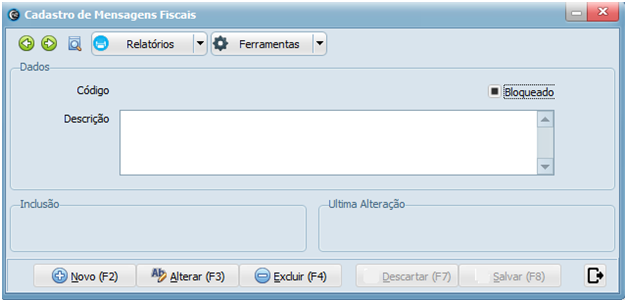 Cadastro de Mensagens Fiscais
Relatórios
Ferramentas
Dados
Código
Bloqueado
Descrição
Inclusão
Ultima Alteração
Novo (F2)
Alterar (F3)
Excluir (F4)
Descartar (F7)
Salvar (F8)